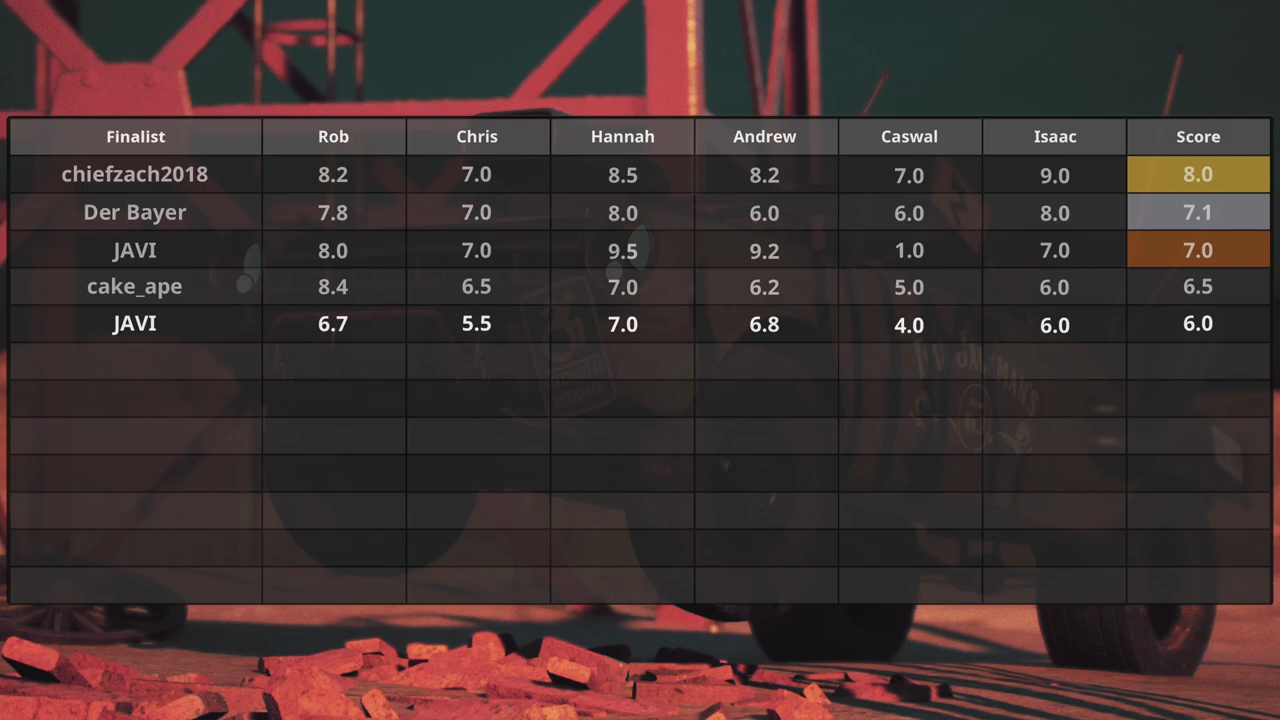 Finalist Rob Chris Hannah Andrew Caswal Isaac Score
chiefzach2018 8.2 7.0 8.5 8.2 7.0 9.0 8.0
Der Bayer 7.8 7.0 8.0 6.0 6.0 8.0 7.1
JAVI 8.0 7.0 9.5 9.2 1.0 7.0 7.0
cake_ape 8.4 6.5 7.0 6.2 5.0 6.0 6.5
JAVI 6.7 5.5 7.0 6.8 4.0 6.0 6.0